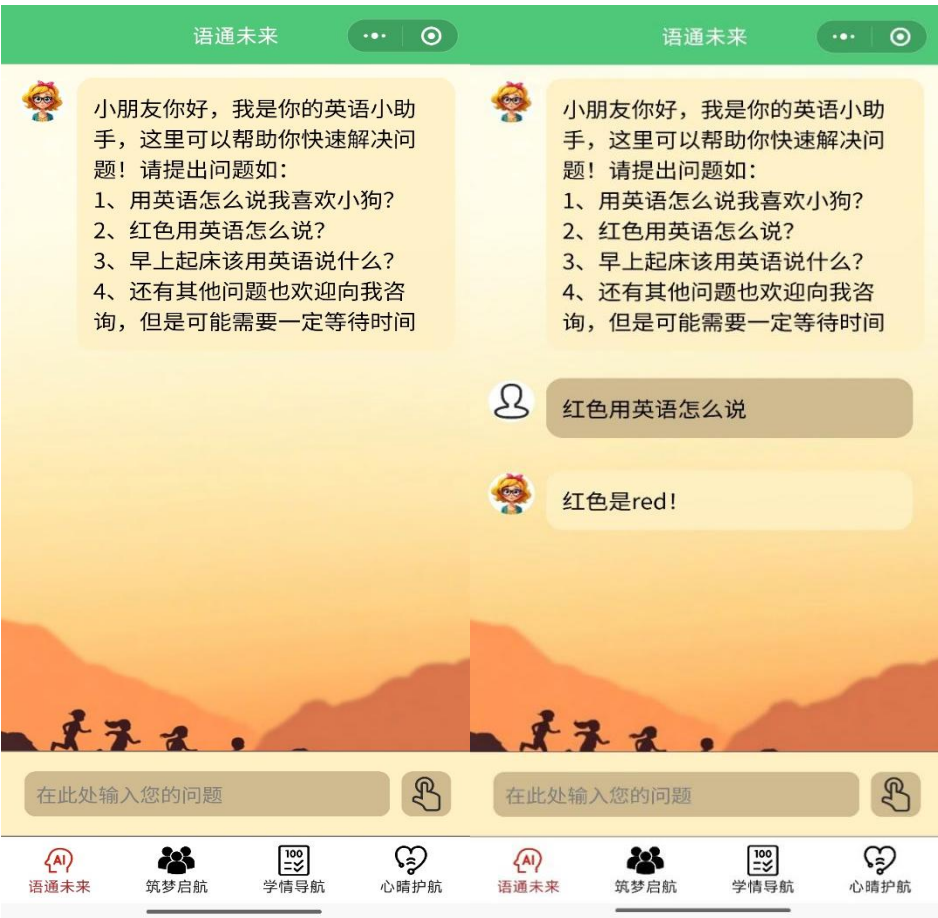 语通未来
小朋友你好，我是你的英语小助
手，这里可以帮助你快速解决问
题！请提出问题如：
1、用英语怎么说我喜欢小狗？
2、红色用英语怎么说？
3、早上起床该用英语说什么？
4、还有其他问题也欢迎向我咨
询，但是可能需要一定等待时间
在此处输入您的问题
AI
100
语通未来
筑梦启航
学情导航
心晴护航
语通未来
小朋友你好，我是你的英语小助
手，这里可以帮助你快速解决问
题！请提出问题如：
1、用英语怎么说我喜欢小狗？
2、红色用英语怎么说？
3、早上起床该用英语说什么？
4、还有其他问题也欢迎向我咨
询，但是可能需要一定等待时间
红色用英语怎么说
红色是red！
在此处输入您的问题
AI
100
语通未来
筑梦启航
学情导航
心晴护航